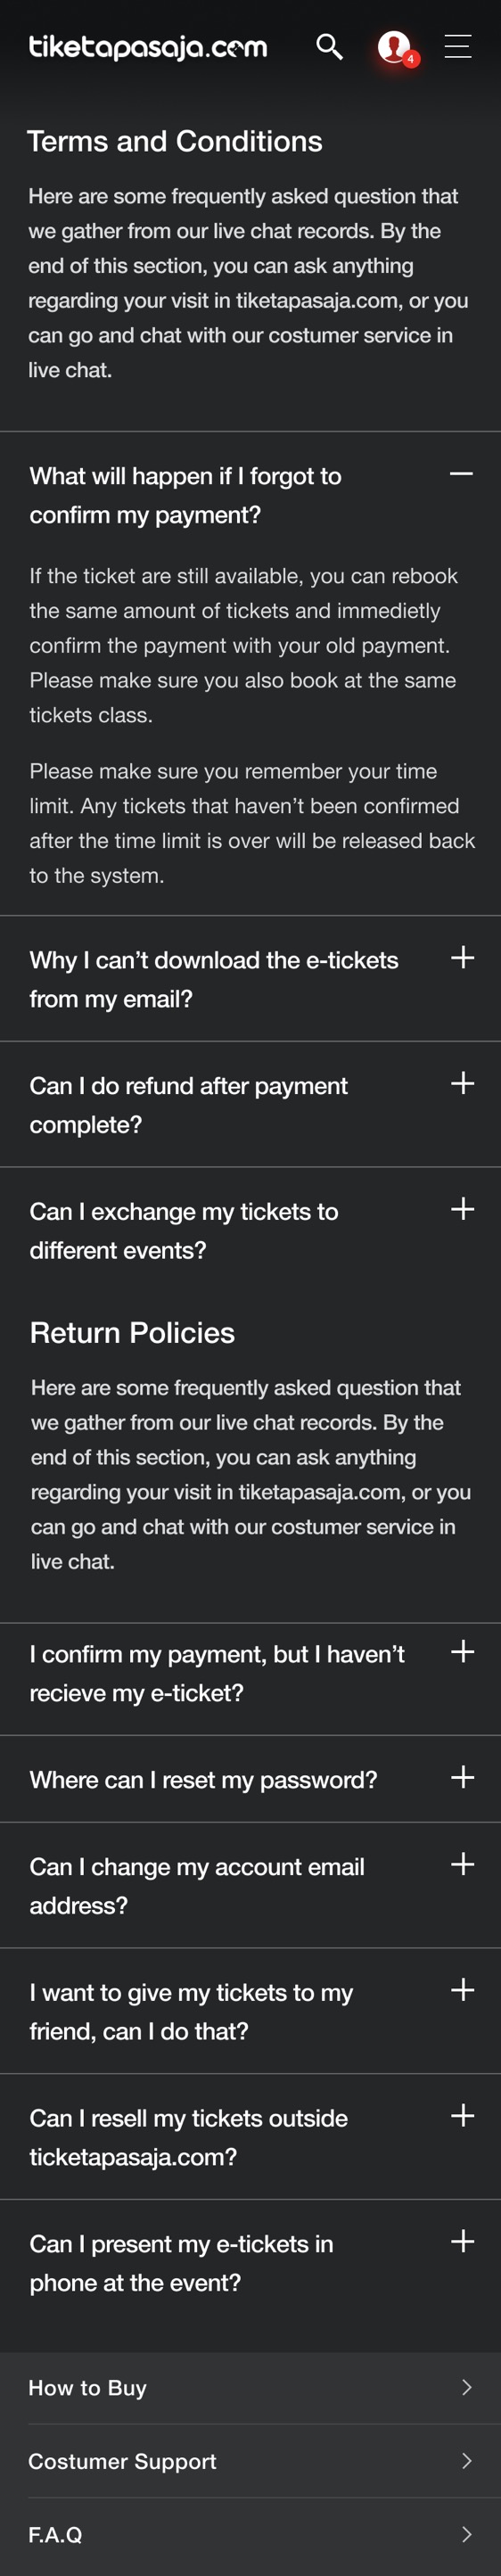 tiketapasaja.com
4
Terms and Conditions
Here are some frequently asked question that
we gather from our live chat records. By the
end of this section, you can ask anything
regarding your visit in tiketapasaja.com, or you
can go and chat with our costumer service in
live chat.
What will happen if I forgot to
confirm my payment?
If the ticket are still available, you can rebook
the same amount of tickets and immedietly
confirm the payment with your old payment.
Please make sure you also book at the same
tickets class.
Please make sure you remember your time
limit. Any tickets that haven’t been confirmed
after the time limit is over will be released back
to the system.
Why I can’t download the e-tickets
from my email?
Can I do refund after payment
complete?
Can I exchange my tickets to
different events?
Return Policies
Here are some frequently asked question that
we gather from our live chat records. By the
end of this section, you can ask anything
regarding your visit in tiketapasaja.com, or you
can go and chat with our costumer service in
live chat.
I confirm my payment, but I haven’t
recieve my e-ticket?
Where can I reset my password?
Can I change my account email
address?
I want to give my tickets to my
friend, can I do that?
Can I resell my tickets outside
ticketapasaja.com?
Can I present my e-tickets in
phone at the event?
How to Buy
Costumer Support
F.A.Q